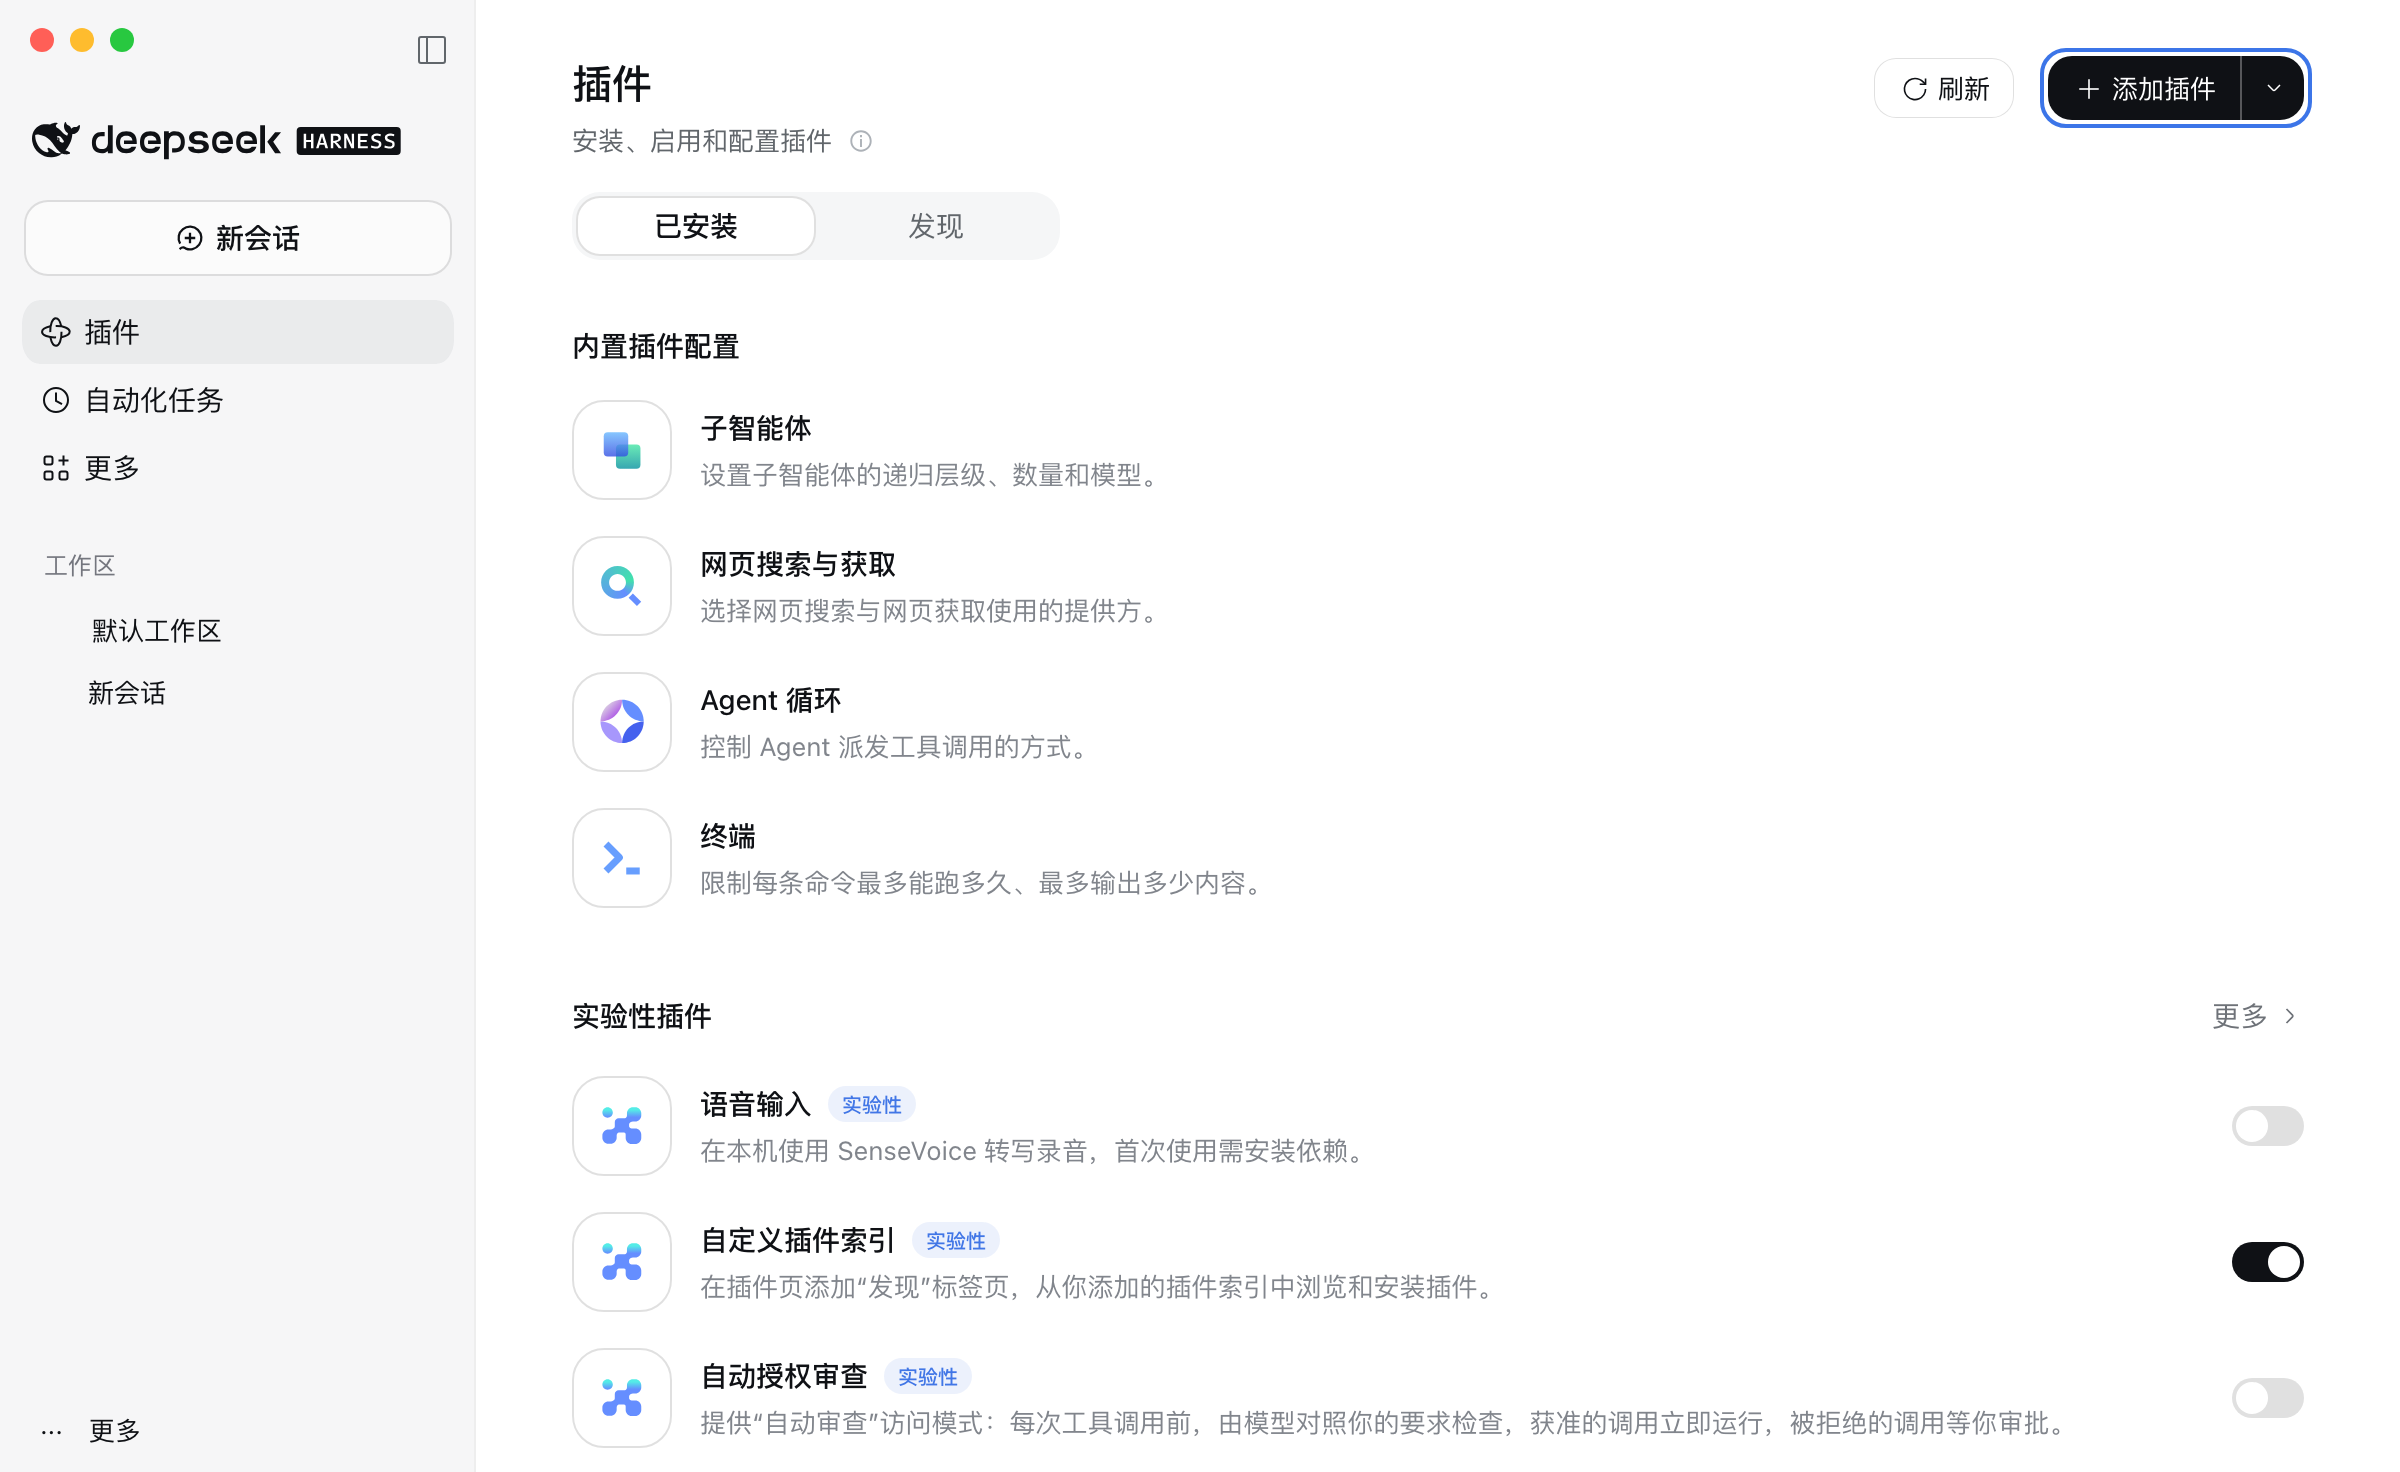 deepseek HARNESS
新会话
插件
自动化任务
更多
工作区
默认工作区
新会话
更多
插件
安装、启用和配置插件
刷新
添加插件
已安装
发现
内置插件配置
子智能体
设置子智能体的递归层级、数量和模型。
网页搜索与获取
选择网页搜索与网页获取使用的提供方。
Agent 循环
控制 Agent 派发工具调用的方式。
终端
限制每条命令最多能跑多久、最多输出多少内容。
实验性插件
更多
语音输入 实验性
在本机使用 SenseVoice 转写录音，首次使用需安装依赖。
自定义插件索引 实验性
在插件页添加“发现”标签页，从你添加的插件索引中浏览和安装插件。
自动授权审查 实验性
提供“自动审查”访问模式：每次工具调用前，由模型对照你的要求检查，获准的调用立即运行，被拒绝的调用等你审批。